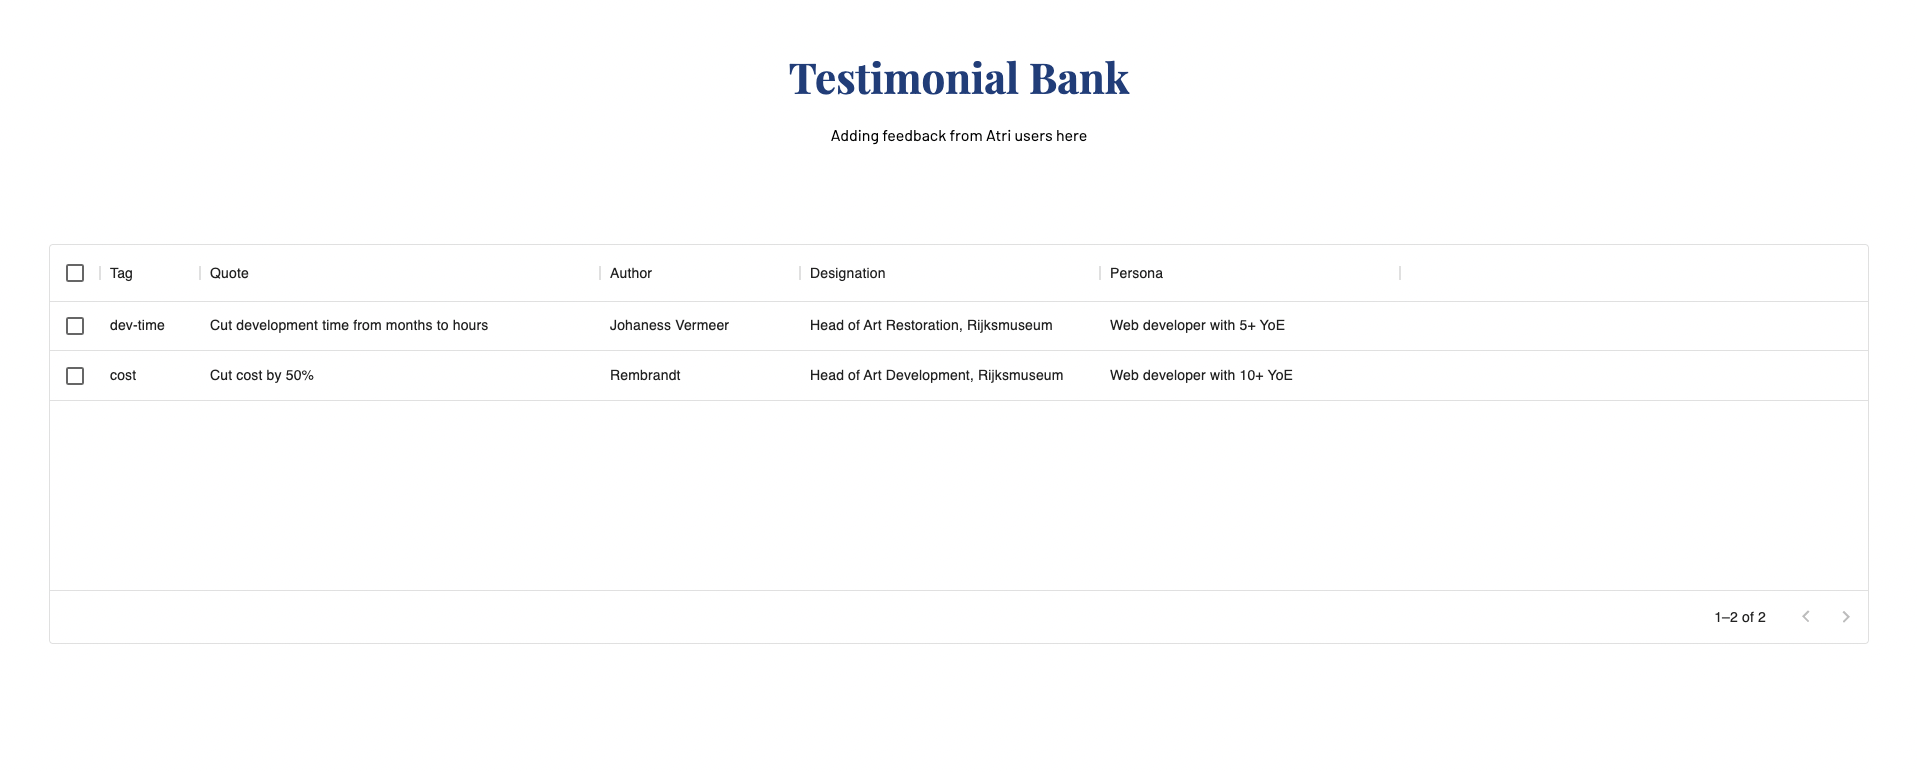 Testimonial Bank
Adding feedback from Atri users here
Tag Quote Author Designation Persona
dev-time Cut development time from months to hours Johaness Vermeer Head of Art Restoration, Rijksmuseum Web developer with 5+ YoE
cost Cut cost by 50% Rembrandt Head of Art Development, Rijksmuseum Web developer with 10+ YoE
1–2 of 2